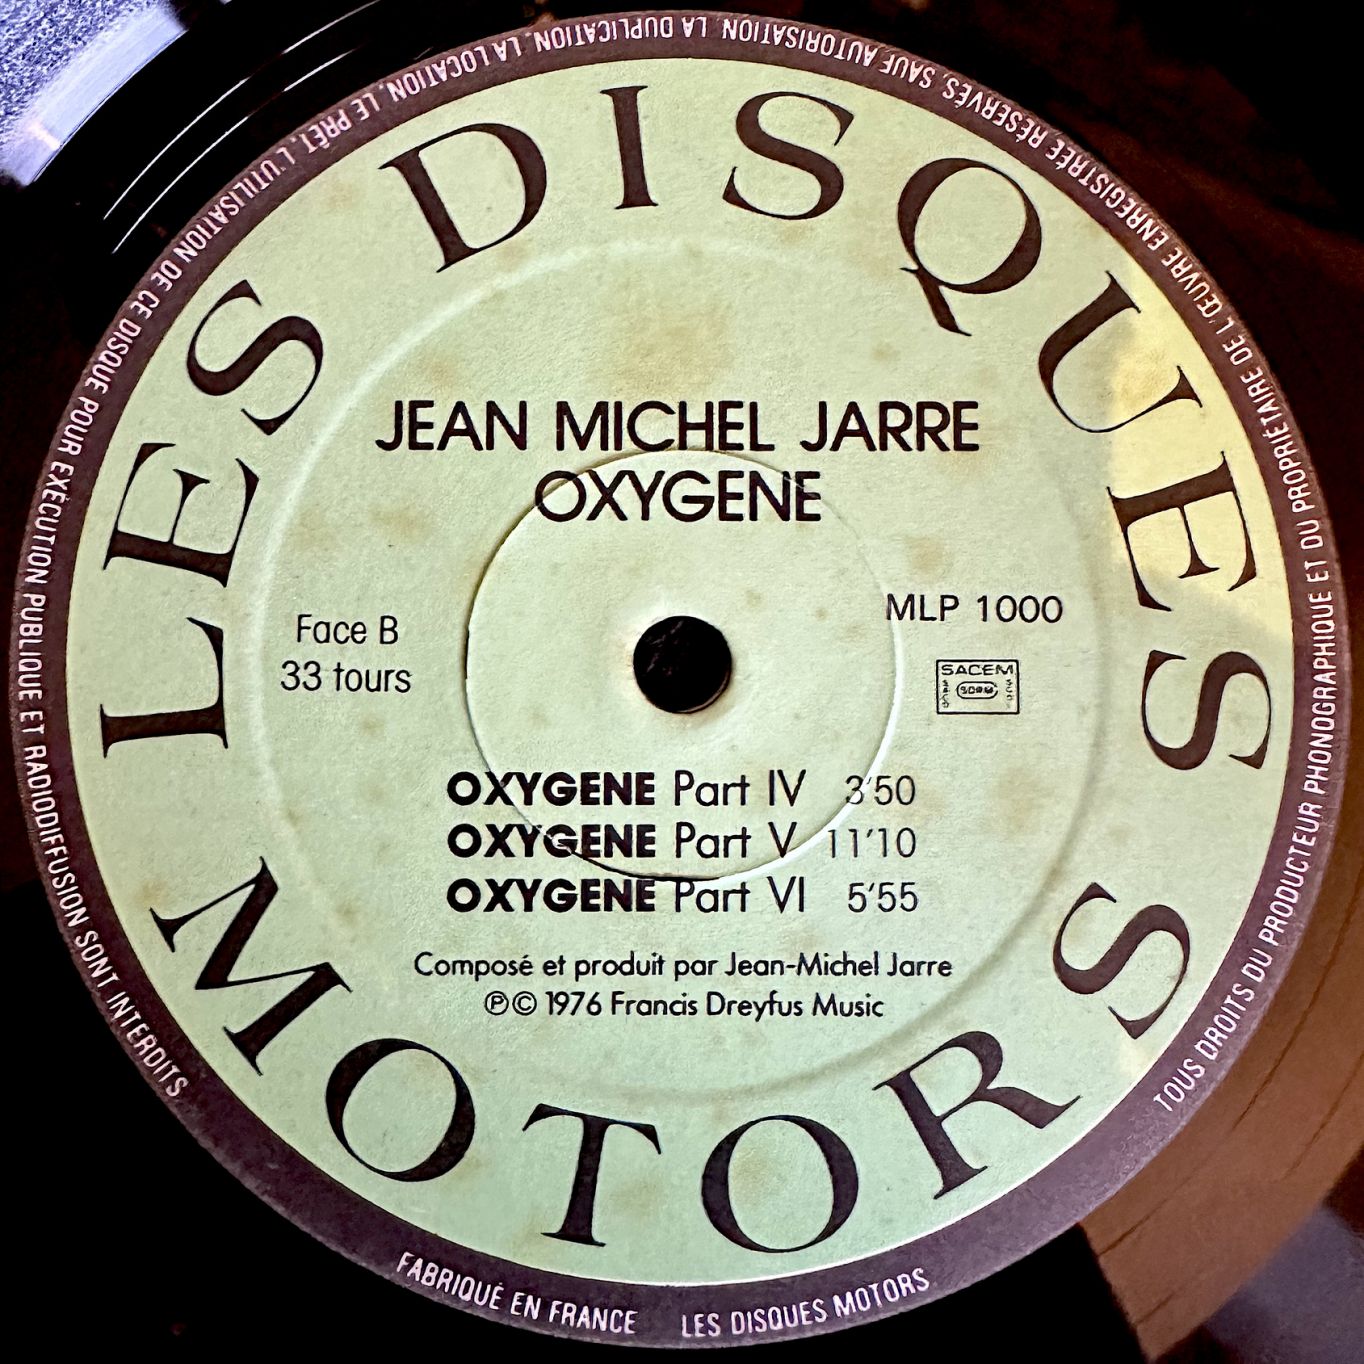 LES DISQUES MOTORS
JEAN MICHEL JARRE
OXYGENE
Face B
33 tours
MLP 1000
SACEM
SDRM
OXYGENE Part IV 3'50
OXYGENE Part V 11'10
OXYGENE Part VI 5'55
Composé et produit par Jean-Michel Jarre
℗© 1976 Francis Dreyfus Music
TOUS DROITS DU PRODUCTEUR PHONOGRAPHIQUE ET DU PROPRIÉTAIRE DE L'ŒUVRE ENREGISTRÉE RÉSERVÉS, SAUF AUTORISATION, LA DUPLICATION, LA LOCATION, LE PRÊT, L'UTILISATION DE CE DISQUE POUR EXÉCUTION PUBLIQUE ET RADIODIFFUSION SONT INTERDITS
FABRIQUÉ EN FRANCE LES DISQUES MOTORS